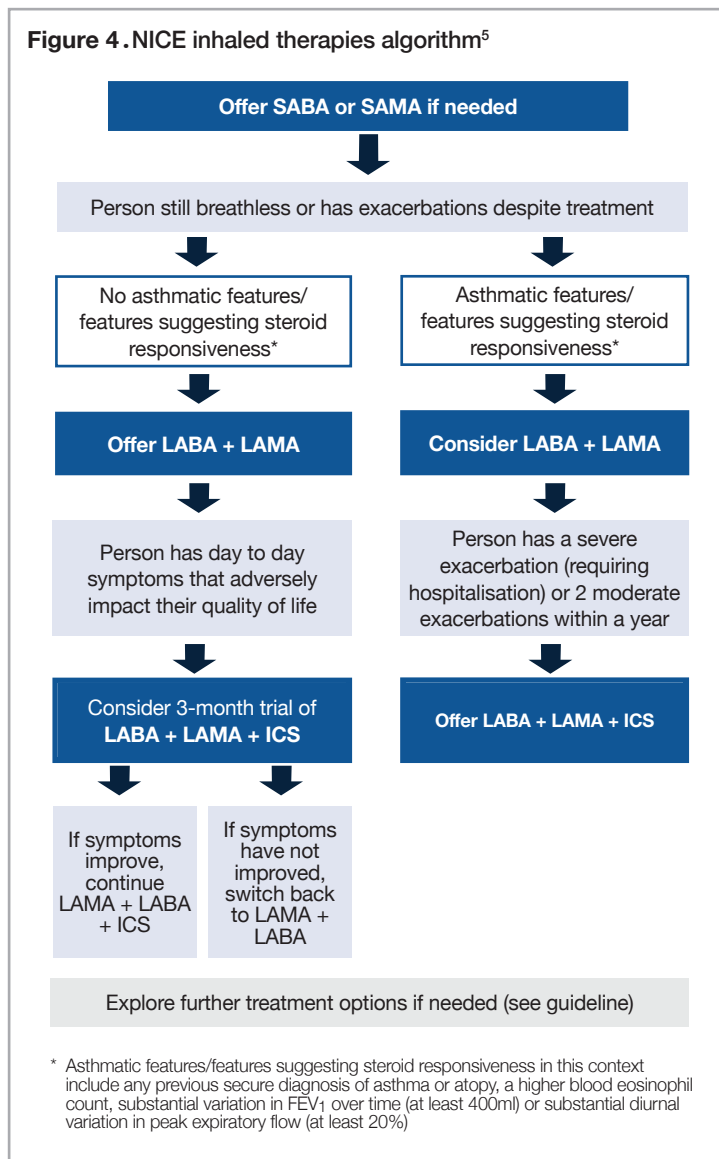 Figure 4. NICE inhaled therapies algorithm5
Offer SABA or SAMA if needed
Person still breathless or has exacerbations despite treatment
No asmathic features/
features suggesting steroid
responsiveness*
Offer LABA + LAMA
Person has day to day
symptoms that adversely
impact their quality of life
Consider 3-month trial of
LABA + LAMA + ICS
If symptoms
improve,
continue
LAMA + LABA
+ ICS
If symptoms
have not
improved,
switch back
to LAMA +
LABA
Asthmatic features/
features suggesting steroid
responsiveness*
Consider LABA + LAMA
Person has a severe
exacerbation (requiring
hospitalisation) or 2 moderate
exacerbations within a year
Offer LABA + LAMA + ICS
Explore further treatment options if needed (see guideline)
* Asthmatic features/features suggesting steroid responsiveness in this context
include any previous secure diagnosis of asthma or atopy, a higher blood eosinophil
count, substantial variation in FEV1 over time (at least 400ml) or substantial diurnal
variation in peak expiratory flow (at least 20%)